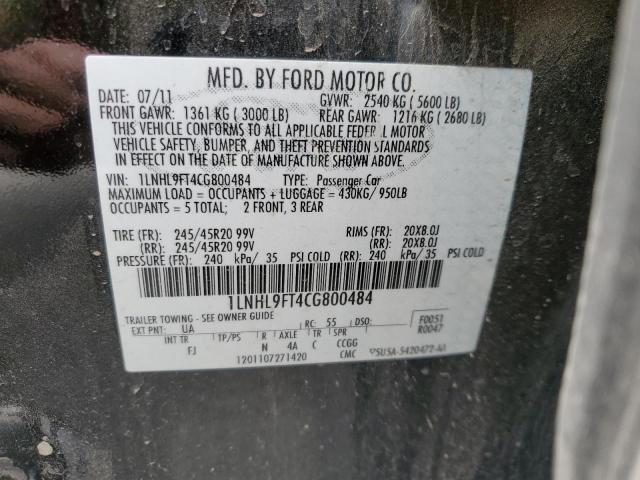 MFD. BY FORD MOTOR CO.
DATE: 07/11 GVWR: 2540 KG (5600 LB)
FRONT GAWR: 1361 KG (3000 LB) REAR GAWR: 1216 KG (2680 LB)
THIS VEHICLE CONFORMS TO ALL APPLICABLE FEDERAL MOTOR
VEHICLE SAFETY, BUMPER, AND THEFT PREVENTION STANDARDS
IN EFFECT ON THE DATE OF MANUFACTURE SHOWN ABOVE.
VIN: 1LNHL9FT4CG800484 TYPE: Passenger Car
MAXIMUM LOAD = OCCUPANTS + LUGGAGE = 430KG/950LB
OCCUPANTS = 5 TOTAL; 2 FRONT, 3 REAR
TIRE (FR): 245/45R20 99V RIMS (FR): 20X8.0J
(RR): 245/45R20 99V (RR): 20X8.0J
PRESSURE (FR): 240 kPa/ 35 PSI COLD (RR): 240 kPa/ 35 PSI COLD
1LNHL9FT4CG800484
TRAILER TOWING - SEE OWNER GUIDE
EXT PNT: UA RC: 55 DSO: F0051
INT TR TP/PS R AXLE TR SPR R0047
FJ N 4A C CCGG
1201107271420 CMC